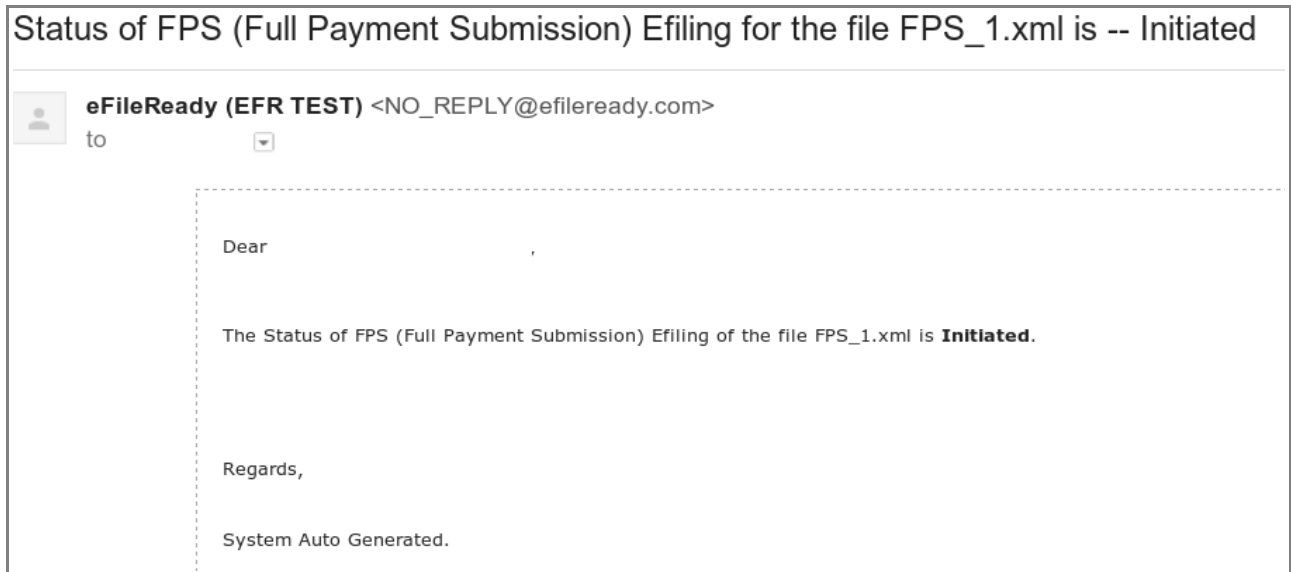 Status of FPS (Full Payment Submission) Efiling for the file FPS_1.xml is -- Initiated
eFileReady (EFR TEST) <NO_REPLY@efileready.com>
to
Dear ,
The Status of FPS (Full Payment Submission) Efiling of the file FPS_1.xml is Initiated.
Regards,
System Auto Generated.